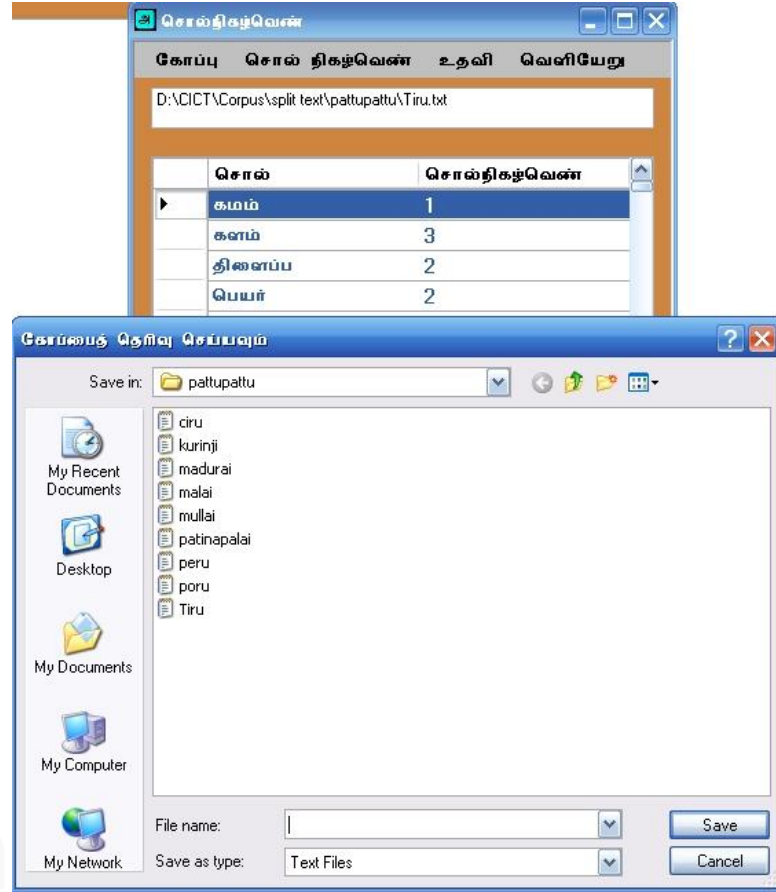 சொல்நிகழ்வெண்
கோப்பு சொல் நிகழ்வெண் உதவி வெளியேறு
D:\CICT\Corpus\split text\pattupattu\Tiru.txt
சொல் சொல்நிகழ்வெண்
கமம் 1
களம் 3
திளைப்ப 2
பெயர் 2
கோப்பைத் தெரிவு செய்யவும்
Save in: pattupattu
ciru
kurinji
madurai
malai
mullai
patinapalai
peru
poru
Tiru
My Recent
Documents
Desktop
My Documents
My Computer
My Network
File name:
Save
Save as type: Text Files
Cancel